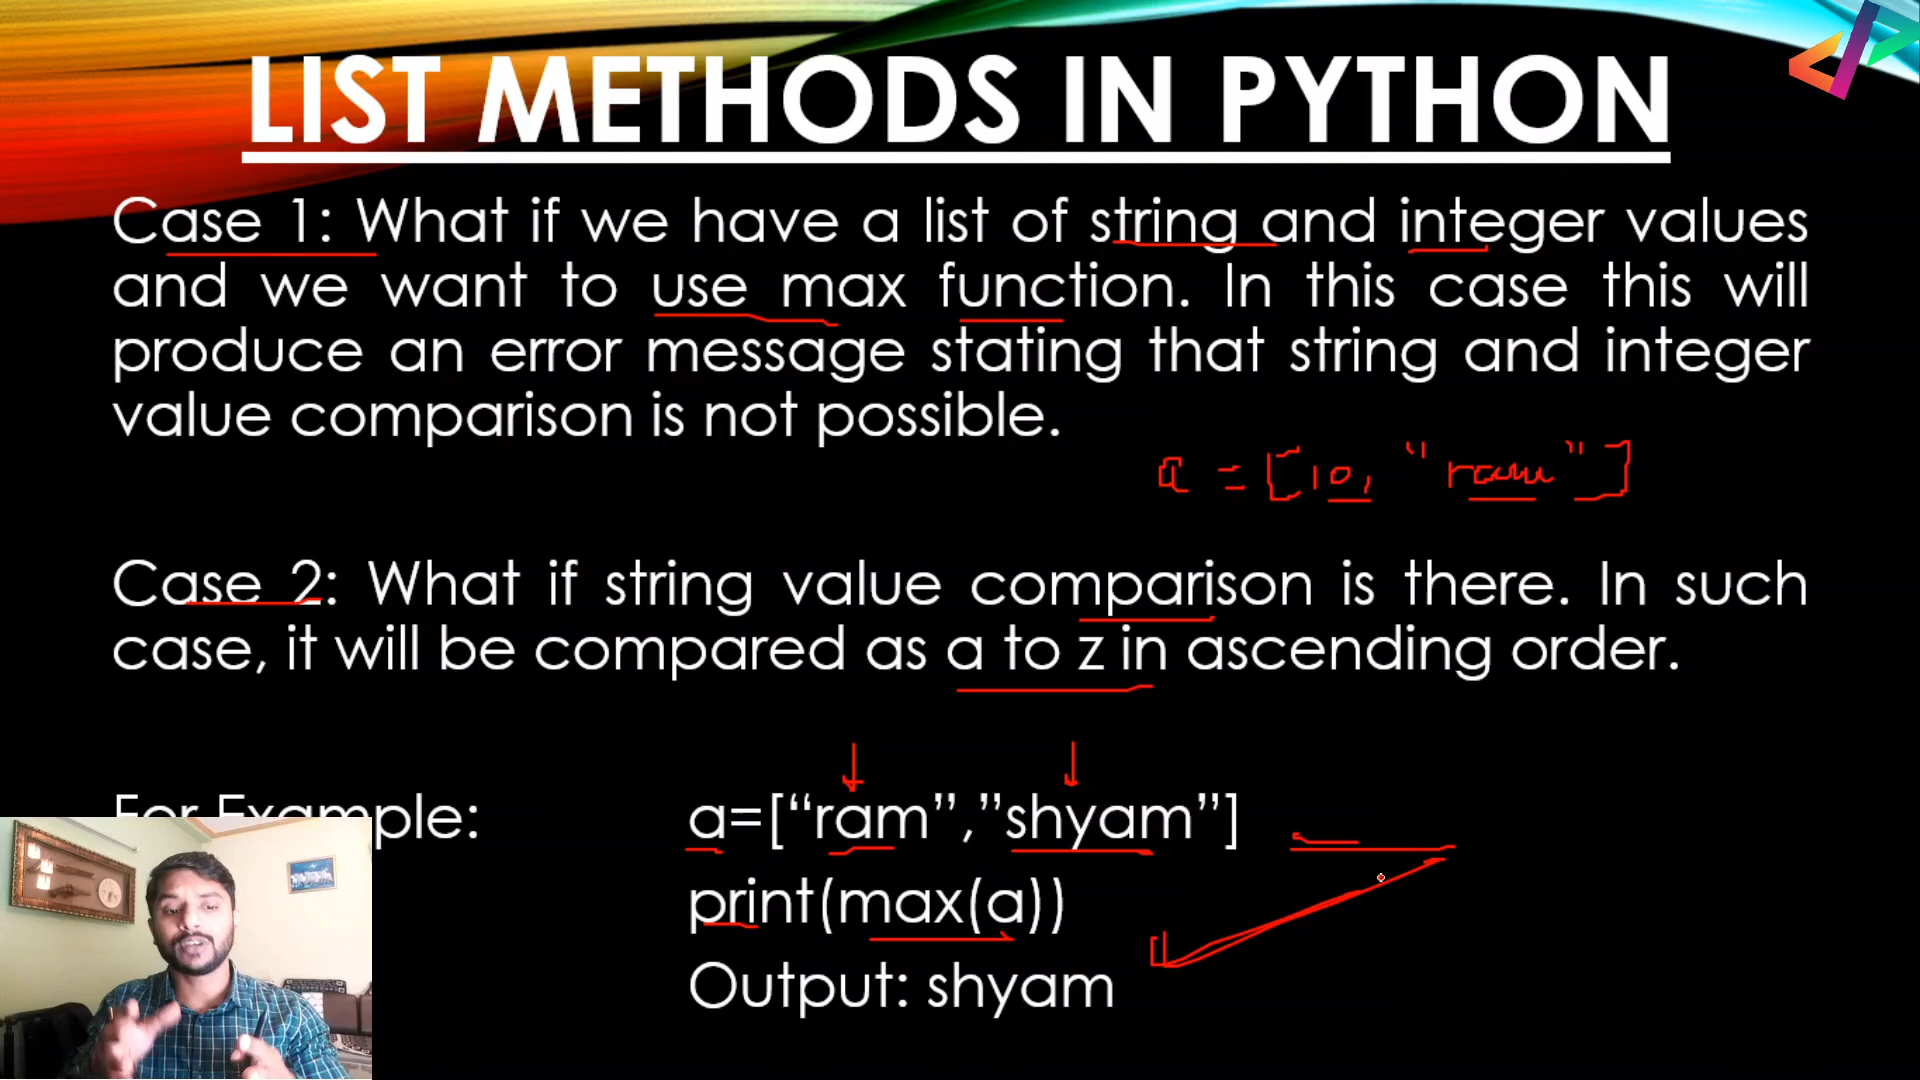 LIST METHODS IN PYTHON
Case 1: What if we have a list of string and integer values
and we want to use max function. In this case this will
produce an error message stating that string and integer
value comparison is not possible.
a = [10, "ram"]
Case 2: What if string value comparison is there. In such
case, it will be compared as a to z in ascending order.
For Example: a=[“ram”,”shyam”]
print(max(a))
Output: shyam